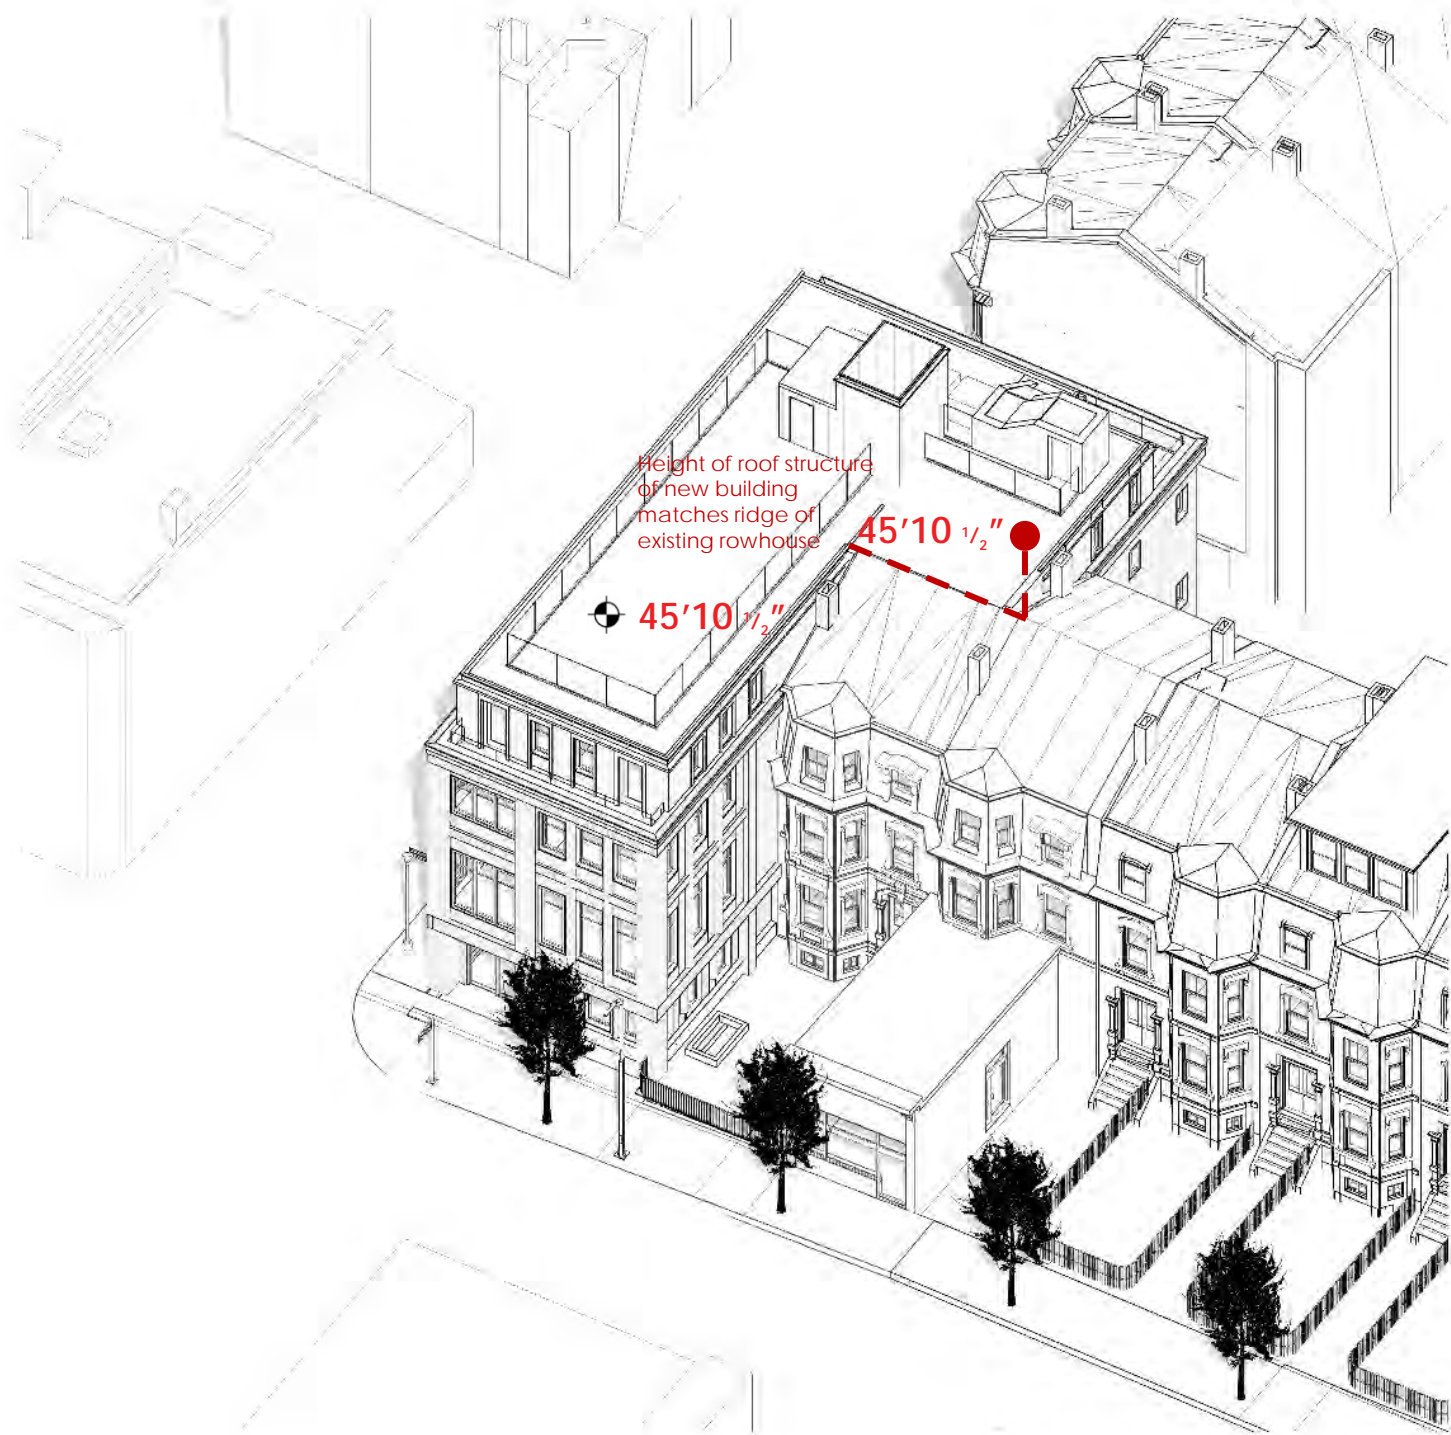 Height of roof structure
of new building
matches ridge of
existing rowhouse
45'10 1/2"
45'10 1/2"